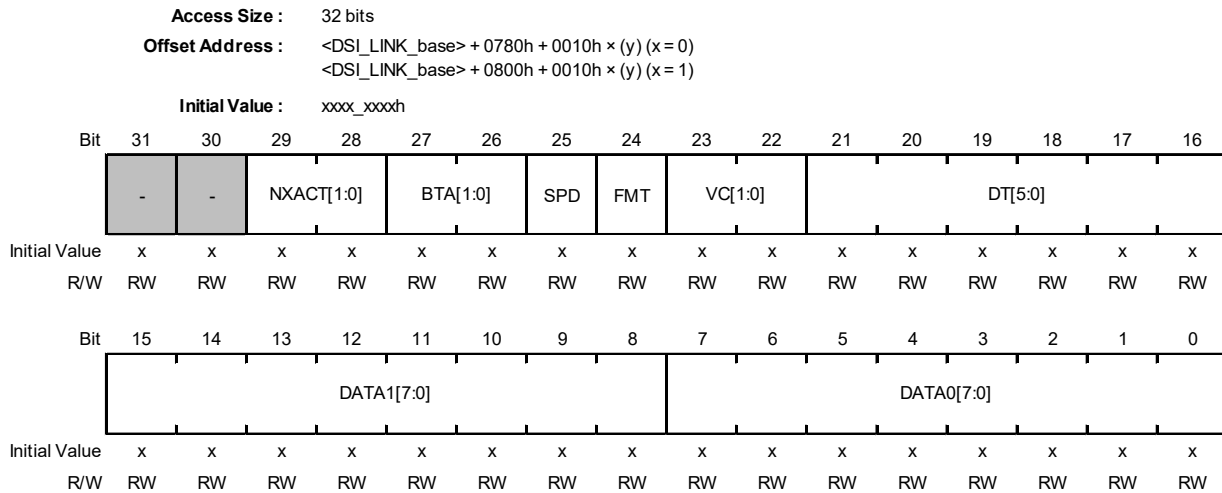 Access Size : 32 bits
Offset Address : <DSI_LINK_base> + 0780h + 0010h × (y) (x = 0)
<DSI_LINK_base> + 0800h + 0010h × (y) (x = 1)
Initial Value : xxxx_xxxxh
Bit 31 30 29 28 27 26 25 24 23 22 21 20 19 18 17 16
- - NXACT[1:0] BTA[1:0] SPD FMT VC[1:0] DT[5:0]
Initial Value x x x x x x x x x x x x x x x x
R/W RW RW RW RW RW RW RW RW RW RW RW RW RW RW RW RW
Bit 15 14 13 12 11 10 9 8 7 6 5 4 3 2 1 0
DATA1[7:0] DATA0[7:0]
Initial Value x x x x x x x x x x x x x x x x
R/W RW RW RW RW RW RW RW RW RW RW RW RW RW RW RW RW